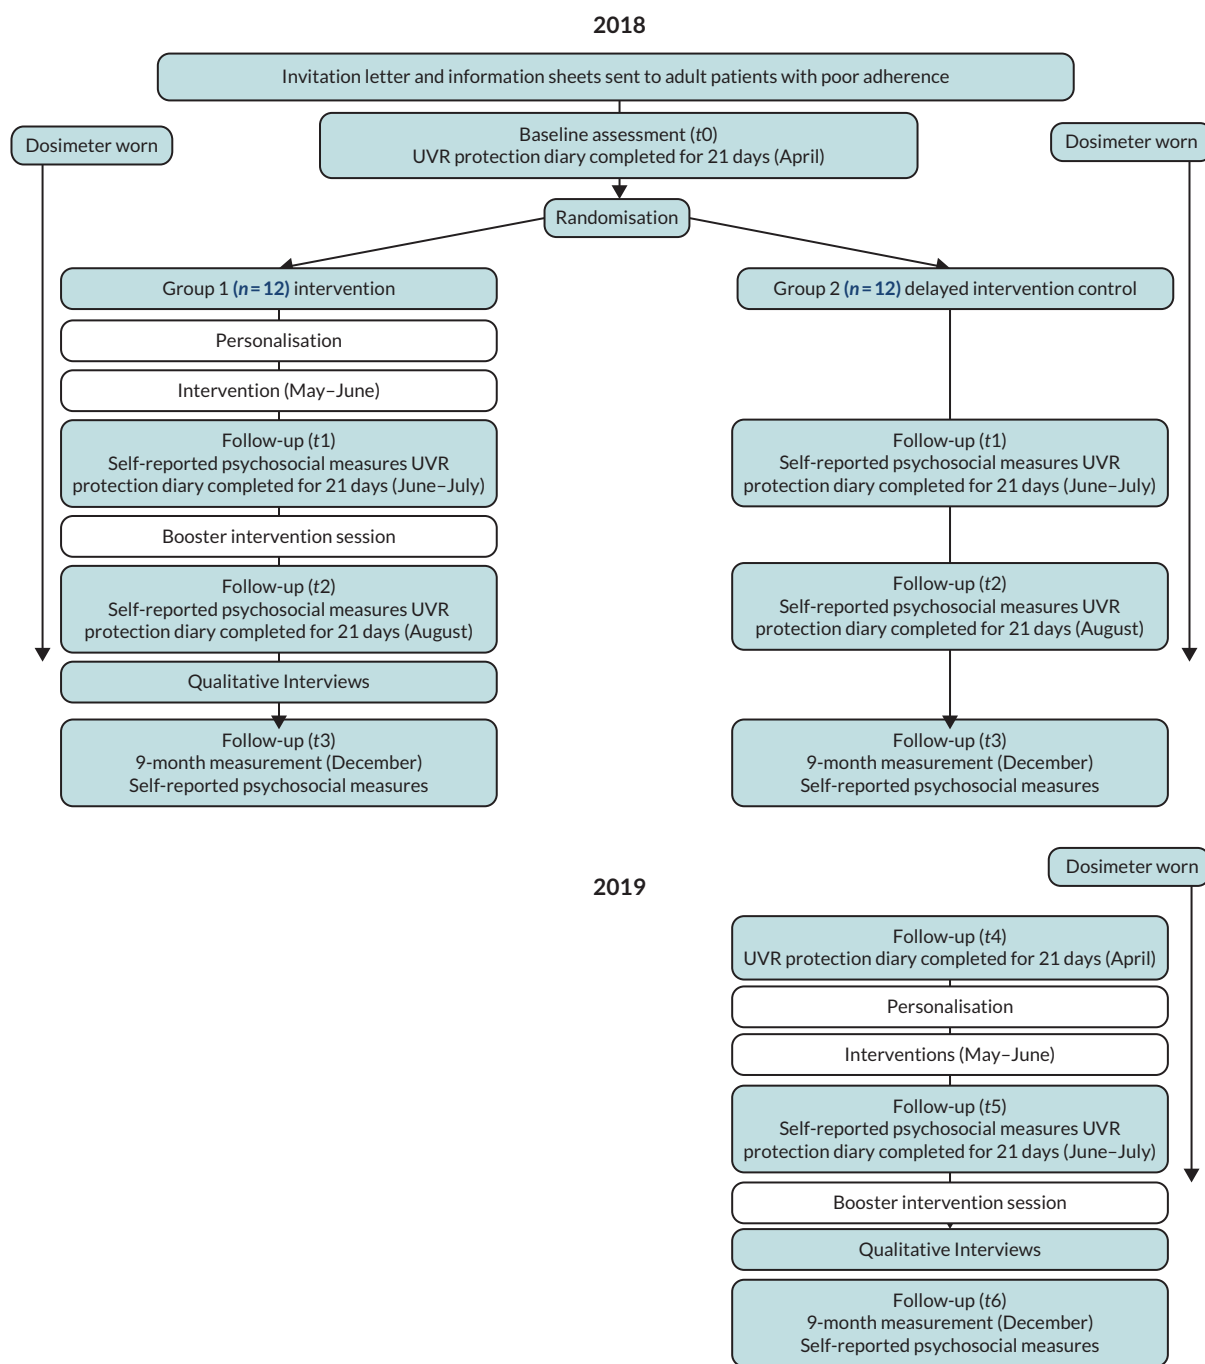 2018
Invitation letter and information sheets sent to adult patients with poor adherence
Dosimeter worn
Baseline assessment (t0)
UVR protection diary completed for 21 days (April)
Dosimeter worn
Randomisation
Group 1 (n = 12) intervention
Personalisation
Intervention (May–June)
Follow-up (t1)
Self-reported psychosocial measures UVR
protection diary completed for 21 days (June–July)
Booster intervention session
Follow-up (t2)
Self-reported psychosocial measures UVR
protection diary completed for 21 days (August)
Qualitative Interviews
Follow-up (t3)
9-month measurement (December)
Self-reported psychosocial measures
Group 2 (n = 12) delayed intervention control
Follow-up (t1)
Self-reported psychosocial measures UVR
protection diary completed for 21 days (June–July)
Follow-up (t2)
Self-reported psychosocial measures UVR
protection diary completed for 21 days (August)
Follow-up (t3)
9-month measurement (December)
Self-reported psychosocial measures
2019
Dosimeter worn
Follow-up (t4)
UVR protection diary completed for 21 days (April)
Personalisation
Interventions (May–June)
Follow-up (t5)
Self-reported psychosocial measures UVR
protection diary completed for 21 days (June–July)
Booster intervention session
Qualitative Interviews
Follow-up (t6)
9-month measurement (December)
Self-reported psychosocial measures